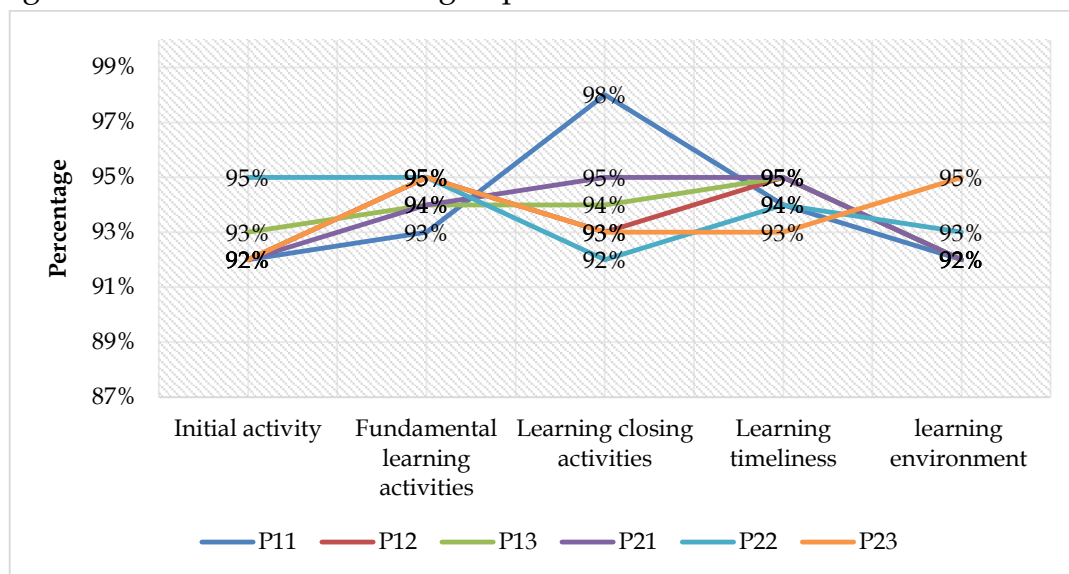 99%
97%
95%
93%
91%
89%
87%
Percentage
98%
95% 95% 95% 95% 95%
94% 94% 94%
93% 93% 93% 93% 93%
92% 92% 92%
Initial activity Fundamental Learning closing Learning learning
learning activities timeliness environment
activities
P11 P12 P13 P21 P22 P23